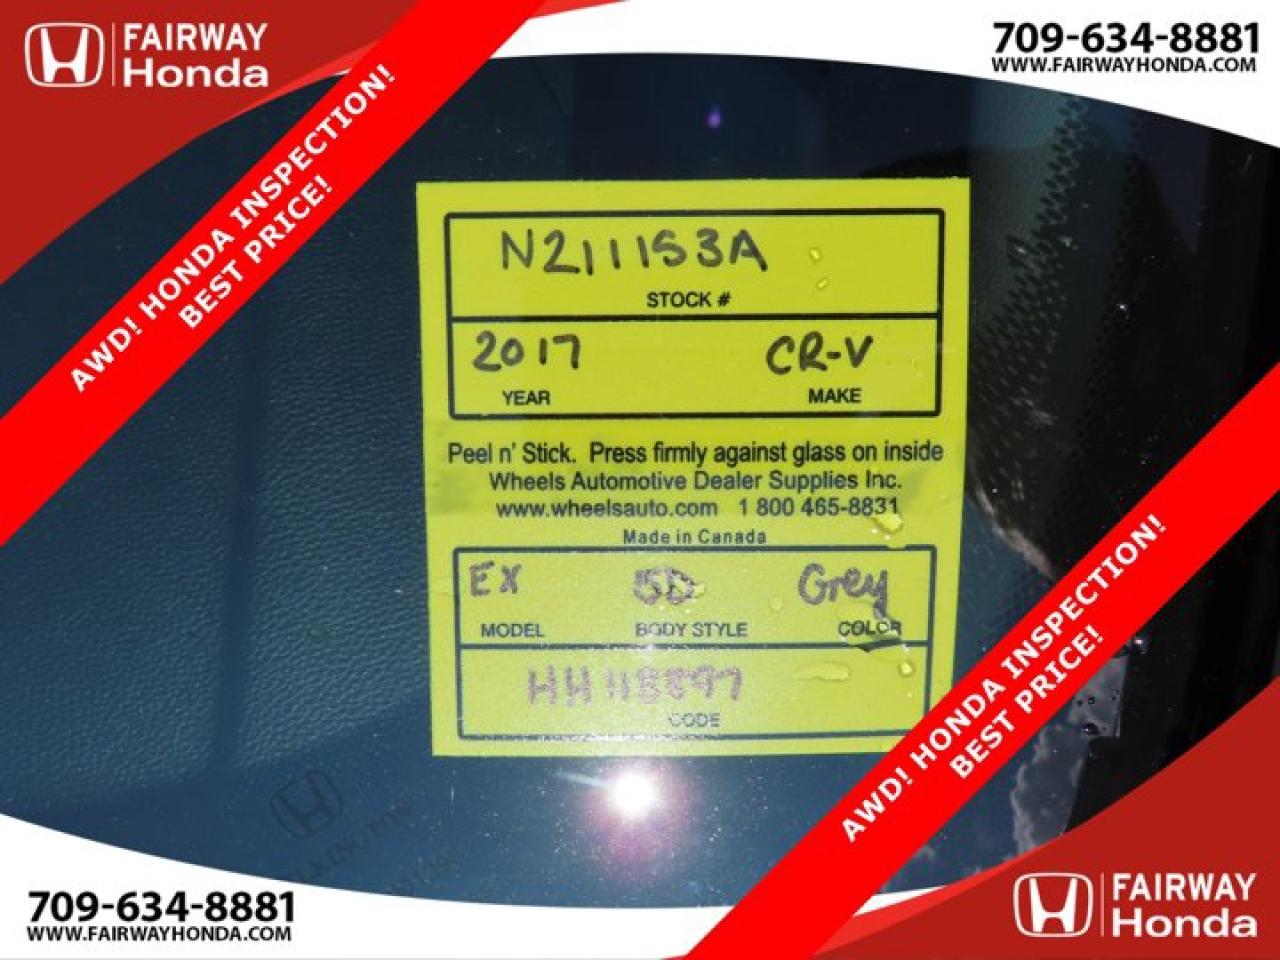 FAIRWAY
Honda
709-634-8881
WWW.FAIRWAYHONDA.COM
AWD! HONDA INSPECTION!
BEST PRICE!
N211153A
STOCK #
2017 CR-V
YEAR MAKE
Peel n' Stick. Press firmly against glass on inside
Wheels Automotive Dealer Supplies Inc.
www.wheelsauto.com 1 800 465-8831
Made in Canada
EX 5D Grey
MODEL BODY STYLE COLOR
HH118897
CODE
AWD! HONDA INSPECTION!
BEST PRICE!
709-634-8881
WWW.FAIRWAYHONDA.COM
FAIRWAY
Honda